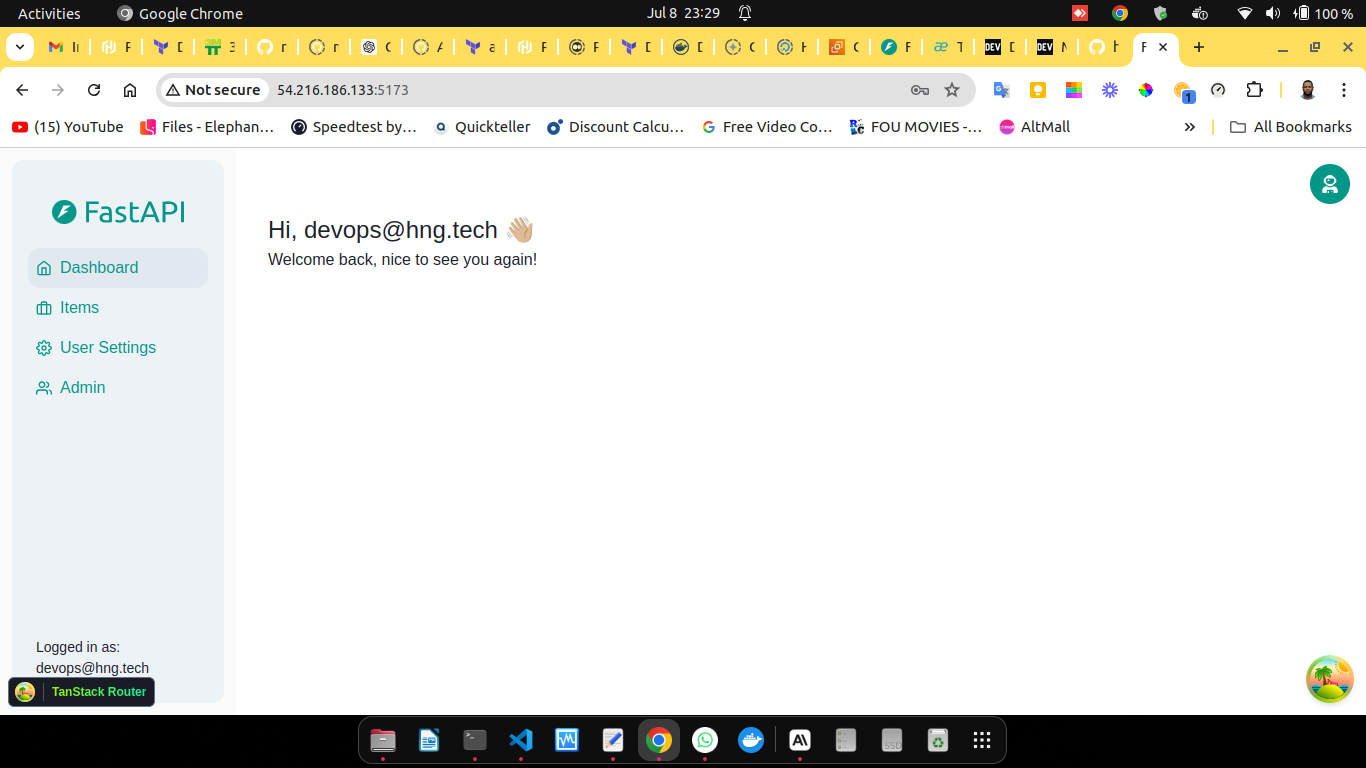 Activities
Google Chrome
Jul 8 23:29
100 %
Not secure
54.216.186.133:5173
1
(15) YouTube
Files - Elephan…
Speedtest by…
Quickteller
Discount Calcu…
Free Video Co…
FOU MOVIES -…
AltMall
All Bookmarks
FastAPI
Dashboard
Items
User Settings
Admin
Hi, devops@hng.tech 👋🏼
Welcome back, nice to see you again!
Logged in as:
devops@hng.tech
TanStack Router
SSD